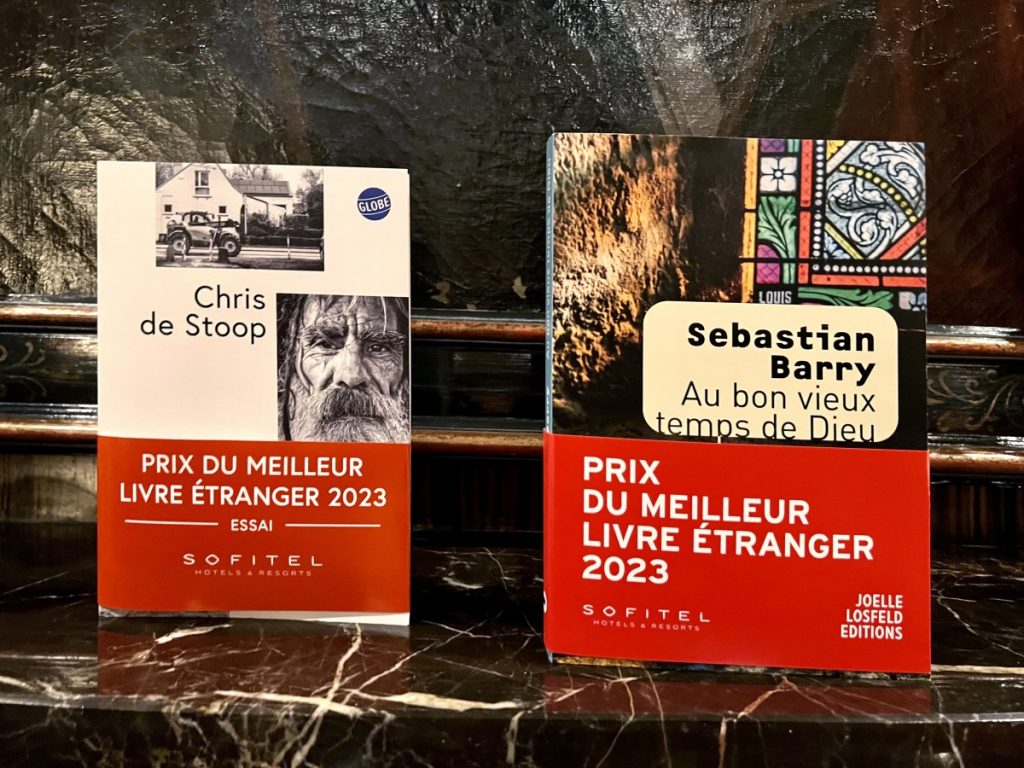 GLOBE
Chris
de Stoop
PRIX DU MEILLEUR
LIVRE ÉTRANGER 2023
ESSAI
SOFITEL
HOTELS & RESORTS
LOUIS
Sebastian
Barry
Au bon vieux
temps de Dieu
PRIX
DU MEILLEUR
LIVRE ÉTRANGER
2023
SOFITEL
HOTELS & RESORTS
JOELLE
LOSFELD
EDITIONS